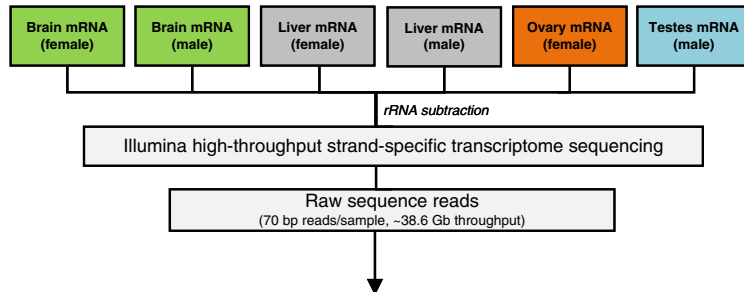 Brain mRNA
(female)
Brain mRNA
(male)
Liver mRNA
(female)
Liver mRNA
(male)
Ovary mRNA
(female)
Testes mRNA
(male)
rRNA subtraction
Illumina high-throughput strand-specific transcriptome sequencing
Raw sequence reads
(70 bp reads/sample, ~38.6 Gb throughput)